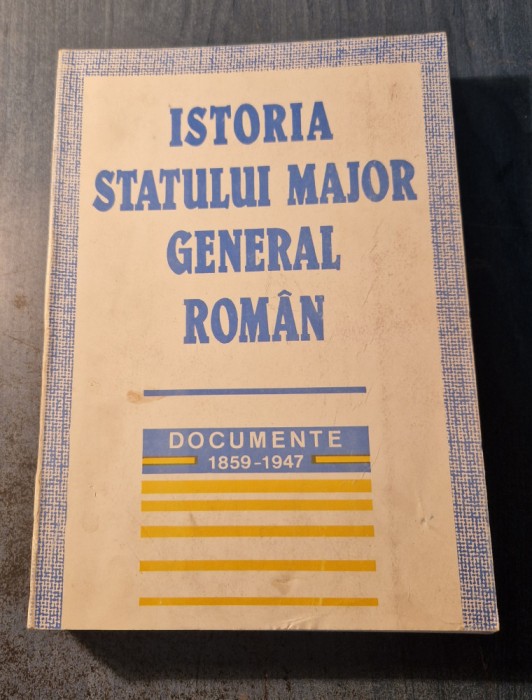 ISTORIA
STATULUI MAJOR
GENERAL
ROMÂN
DOCUMENTE
1859-1947